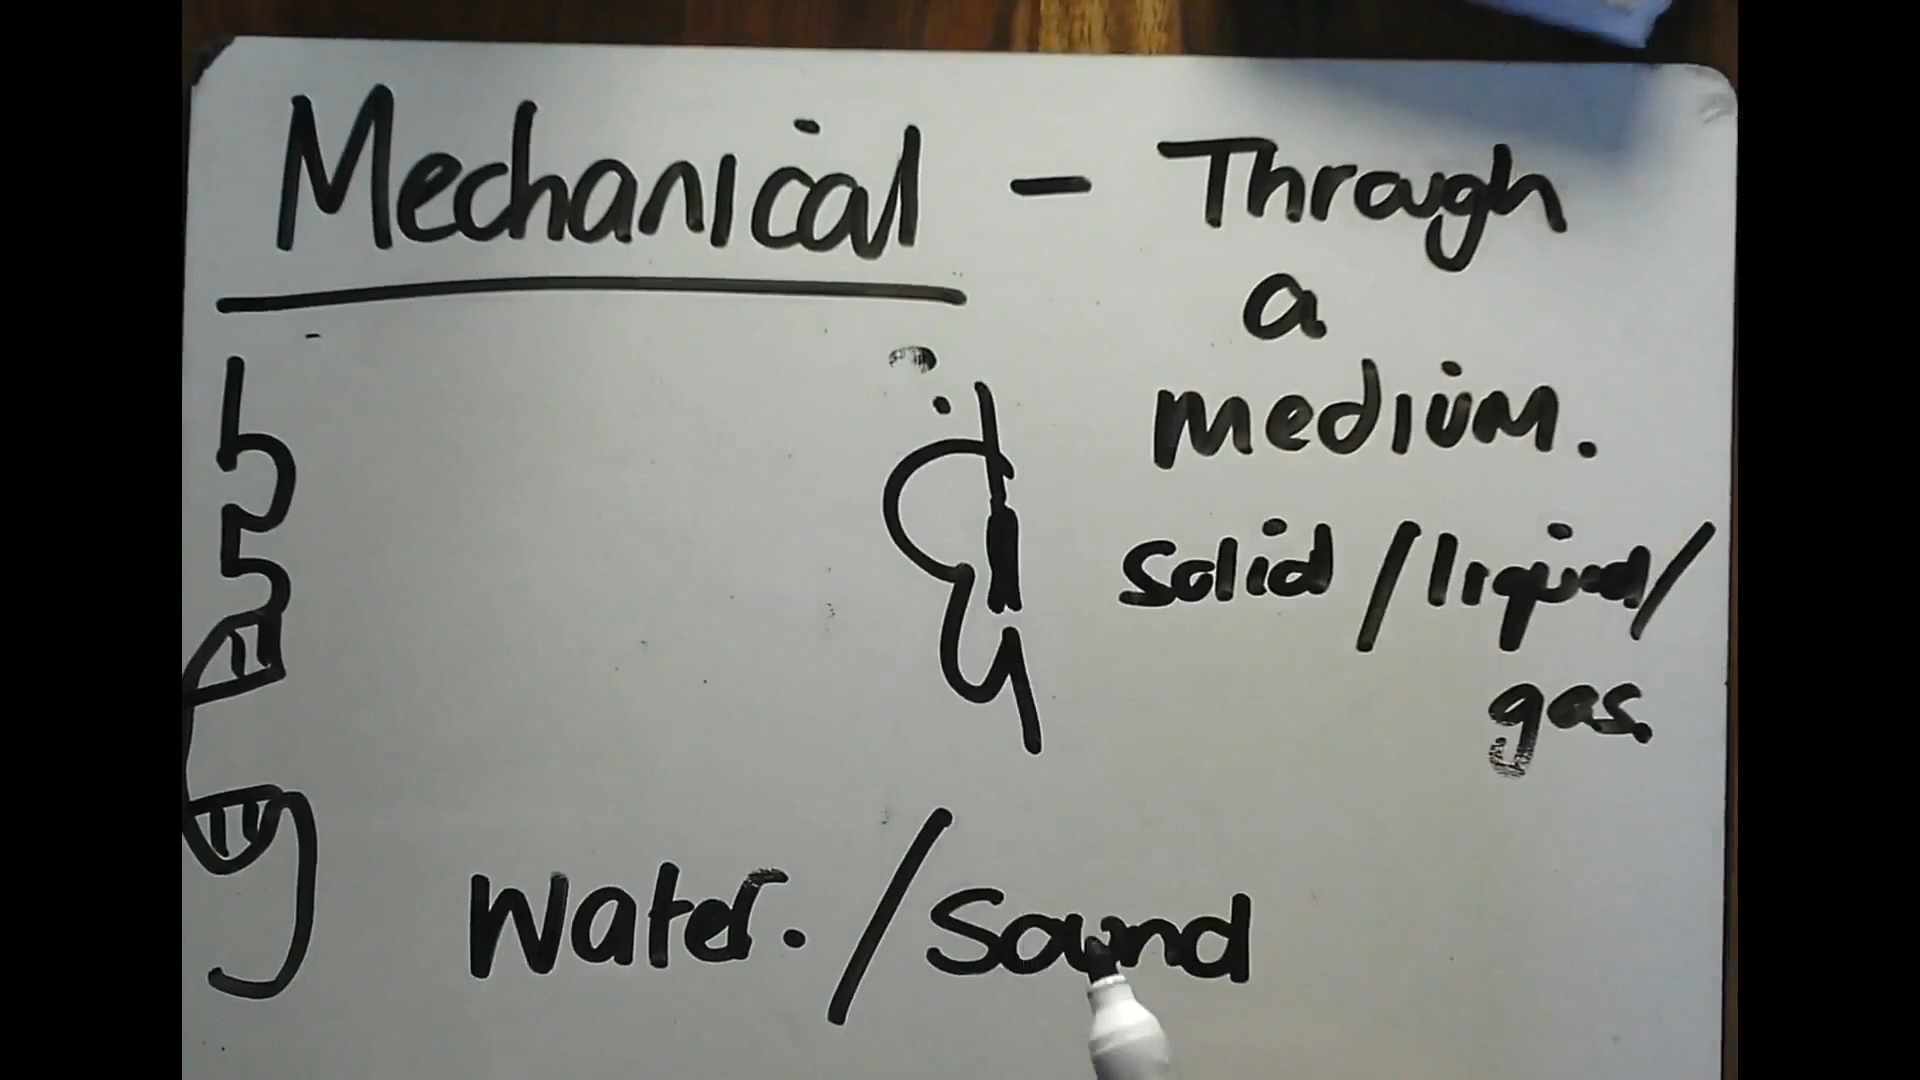 Mechanical - Through
a
medium.
solid / liquid /
gas.
Water. / Sound